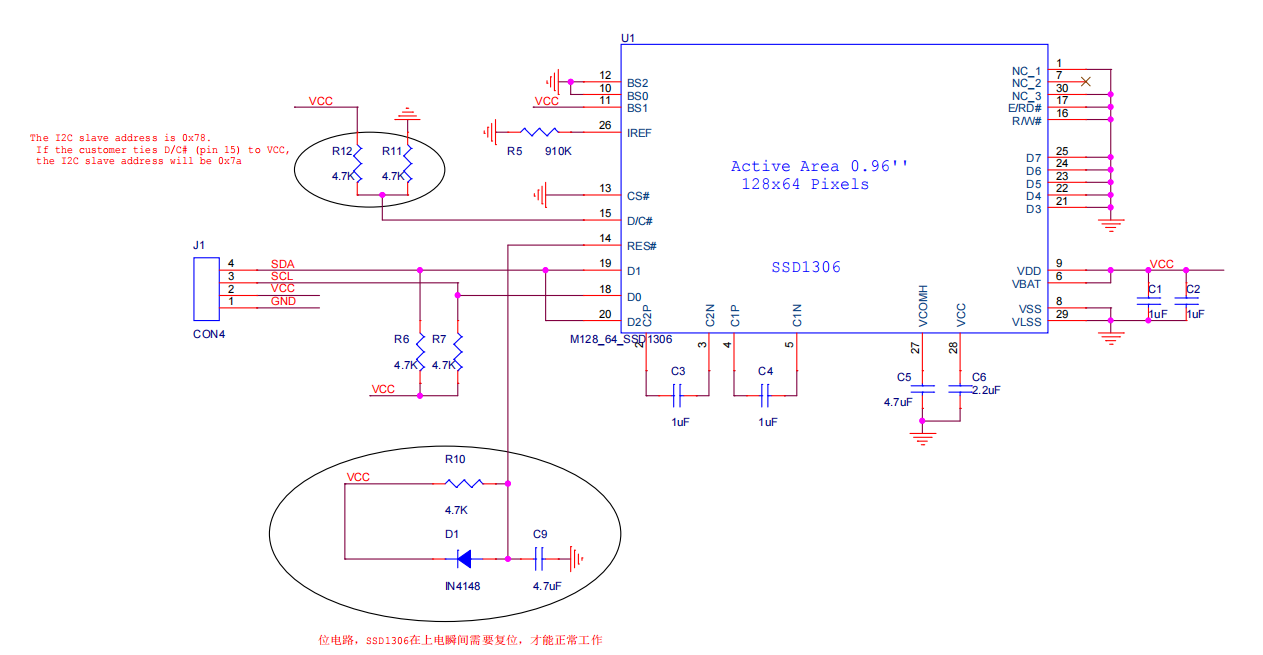 U1
12
BS2
10
BS0
11
BS1
VCC
26
IREF
R5
910K
13
CS#
15
D/C#
14
RES#
19
D1
18
D0
20
D2
Active Area 0.96''
128x64 Pixels
SSD1306
NC_1
1
NC_2
7
NC_3
30
E/RD#
17
R/W#
16
D7
25
D6
24
D5
23
D4
22
D3
21
VDD
9
VBAT
6
VSS
8
VLSS
29
VCC
C1
1uF
C2
1uF
VCC
The I2C slave address is 0x78.
If the customer ties D/C# (pin 15) to VCC,
the I2C slave address will be 0x7a
R12
4.7K
R11
4.7K
J1
4
SDA
3
SCL
2
VCC
1
GND
CON4
R6
4.7K
R7
4.7K
VCC
M128_64_SSD1306
C2P
2
C2N
3
C1P
4
C1N
5
VCOMH
27
VCC
28
C3
1uF
C4
1uF
C5
4.7uF
C6
2.2uF
R10
VCC
4.7K
D1
IN4148
C9
4.7uF
位电路，SSD1306在上电瞬间需要复位，才能正常工作